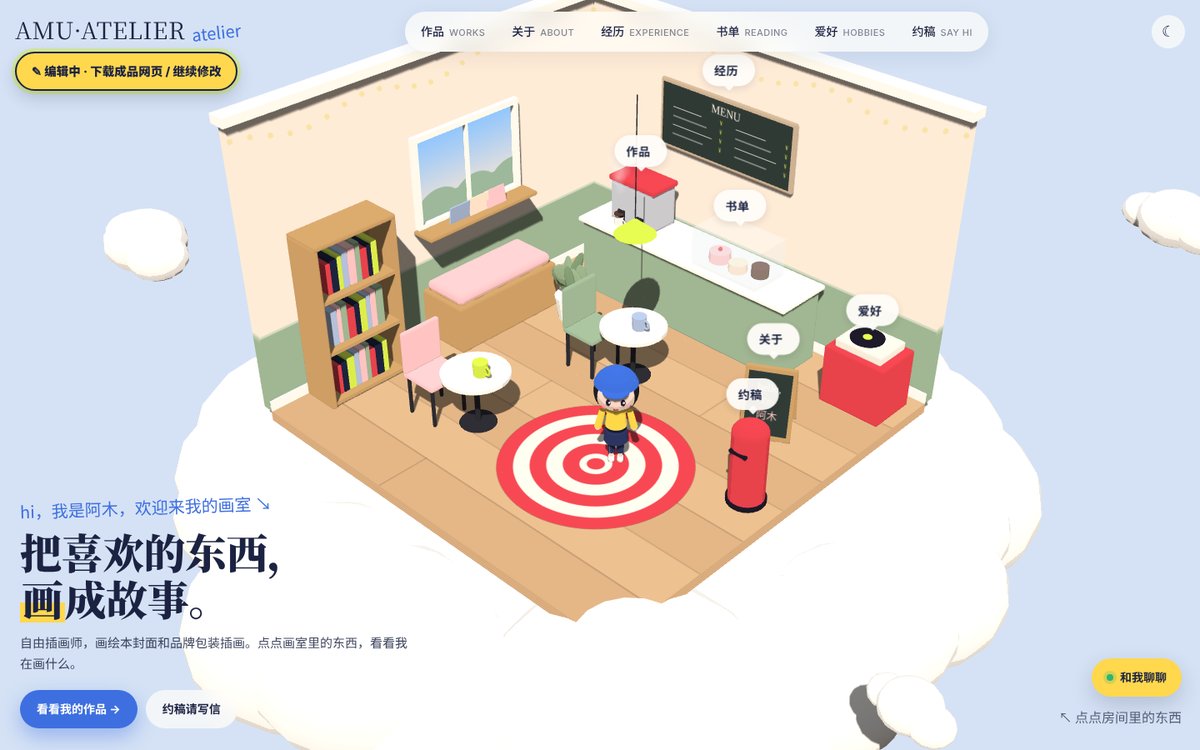 AMU·ATELIER atelier
作品 WORKS 关于 ABOUT 经历 EXPERIENCE 书单 READING 爱好 HOBBIES 约稿 SAY HI
✎ 编辑中 · 下载成品网页 / 继续修改
经历
MENU
作品
书单
爱好
关于
约稿
阿木
hi，我是阿木，欢迎来我的画室 ↘
把喜欢的东西，
画成故事。
自由插画师，画绘本封面和品牌包装插画。点点画室里的东西，看看我
在画什么。
看看我的作品 →
约稿请写信
和我聊聊
↖ 点点房间里的东西